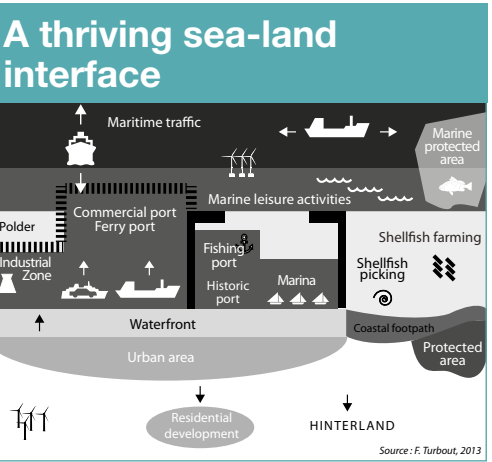 A thriving sea-land
interface
Maritime traffic
Marine
protected
area
Marine leisure activities
Commercial port
Ferry port
Polder
Industrial
Zone
Fishing
port
Historic
port
Marina
Shellfish farming
Shellfish
picking
Waterfront
Coastal footpath
Urban area
Protected
area
Residential
development
HINTERLAND
Source : F. Turbout, 2013